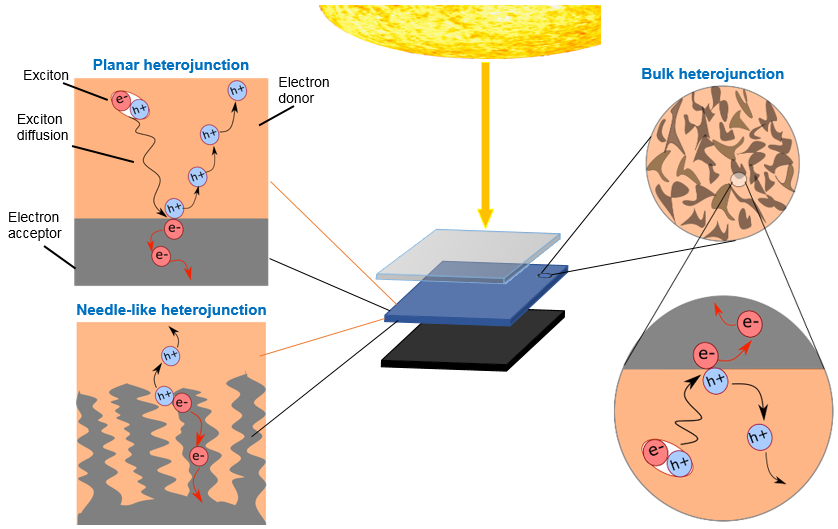 Planar heterojunction
Exciton
Exciton
diffusion
Electron
acceptor
Electron
donor
e-
h+
h+
h+
h+
h+
e-
e-
Needle-like heterojunction
h+
h+
e-
e-
Bulk heterojunction
e-
e-
h+
h+
e-
h+